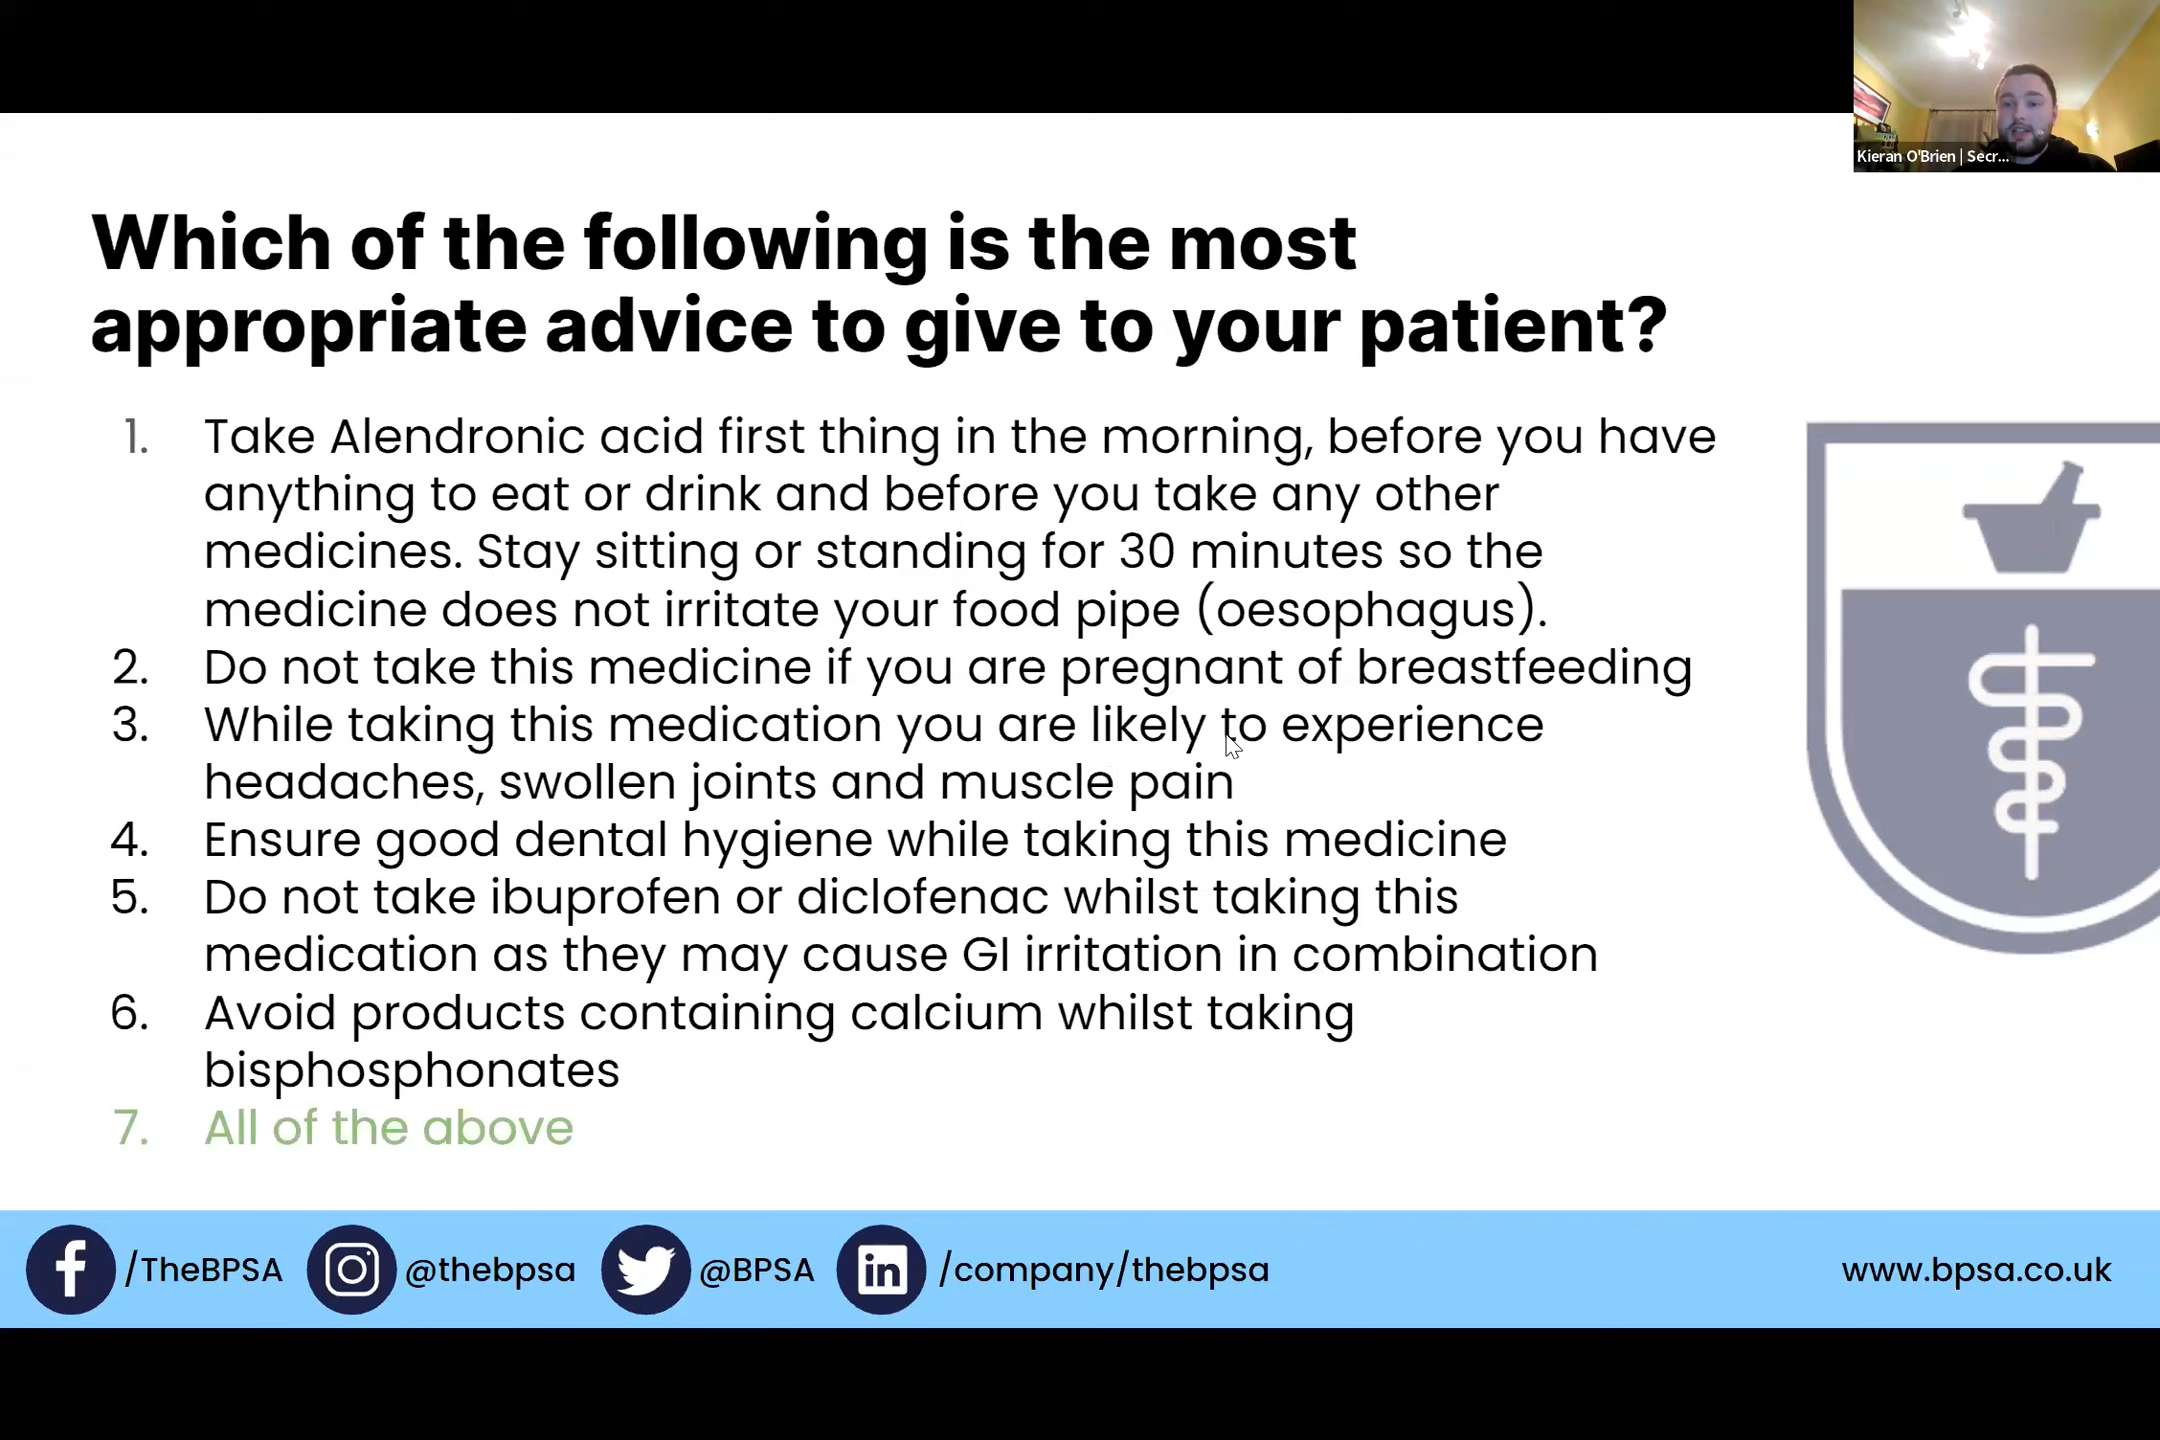 Kieran O'Brien | Secr...
Which of the following is the most
appropriate advice to give to your patient?
1. Take Alendronic acid first thing in the morning, before you have
anything to eat or drink and before you take any other
medicines. Stay sitting or standing for 30 minutes so the
medicine does not irritate your food pipe (oesophagus).
2. Do not take this medicine if you are pregnant of breastfeeding
3. While taking this medication you are likely to experience
headaches, swollen joints and muscle pain
4. Ensure good dental hygiene while taking this medicine
5. Do not take ibuprofen or diclofenac whilst taking this
medication as they may cause GI irritation in combination
6. Avoid products containing calcium whilst taking
bisphosphonates
7. All of the above
/TheBPSA @thebpsa @BPSA /company/thebpsa www.bpsa.co.uk